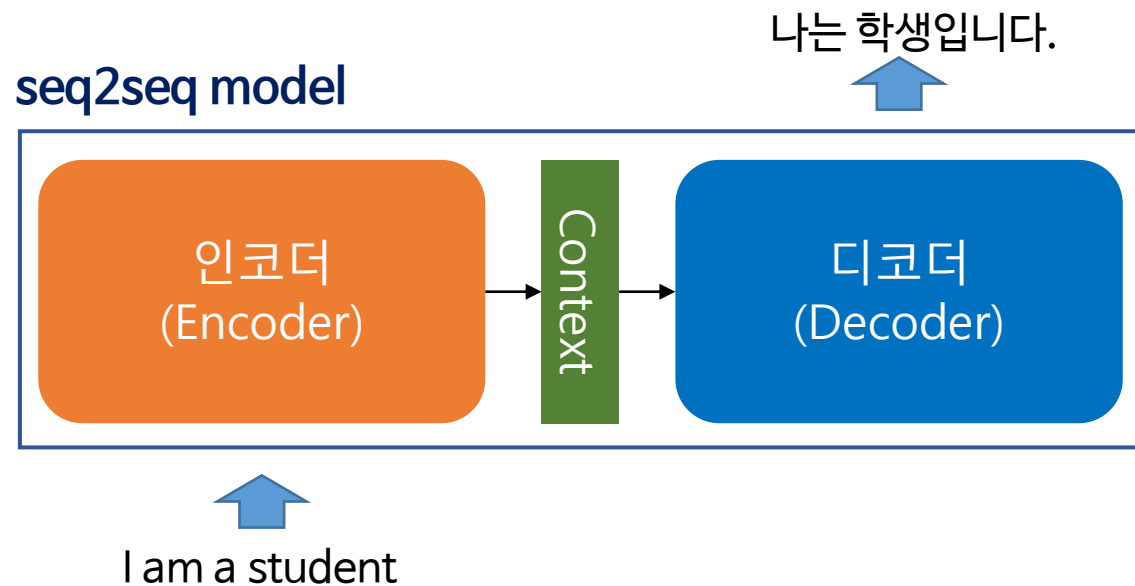 나는 학생입니다.
seq2seq model
인코더
(Encoder)
Context
디코더
(Decoder)
I am a student